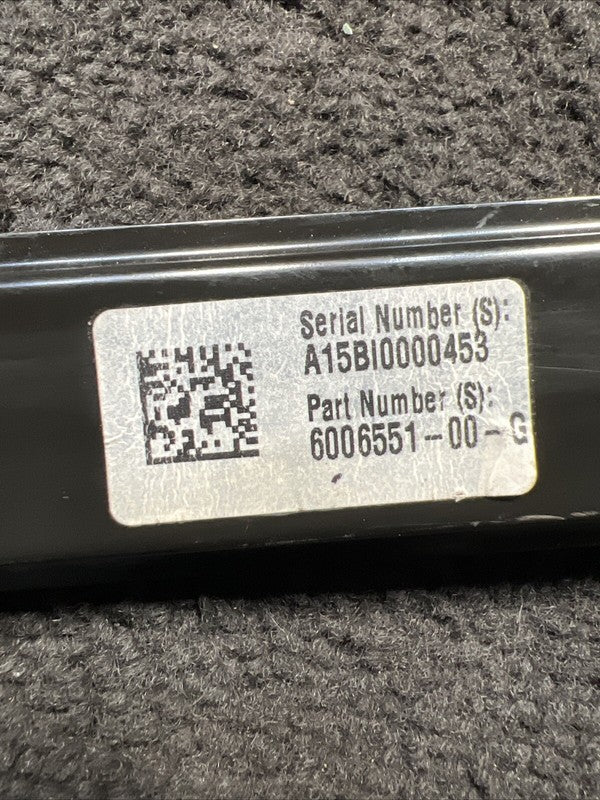 Serial Number (S):
A15BI0000453
Part Number (S):
6006551-00-G